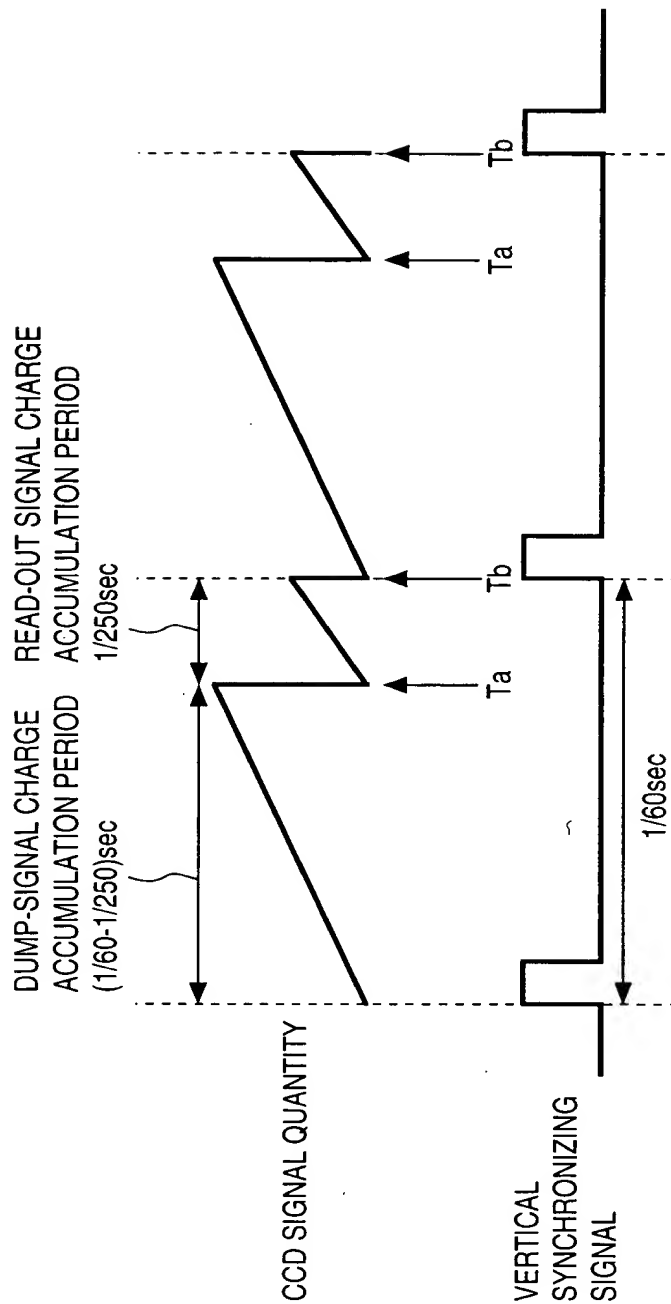 DUMP-SIGNAL CHARGE
ACCUMULATION PERIOD
(1/60-1/250)sec
READ-OUT SIGNAL CHARGE
ACCUMULATION PERIOD
1/250sec
CCD SIGNAL QUANTITY
Ta
Tb
Ta
Tb
VERTICAL
SYNCHRONIZING
SIGNAL
1/60sec